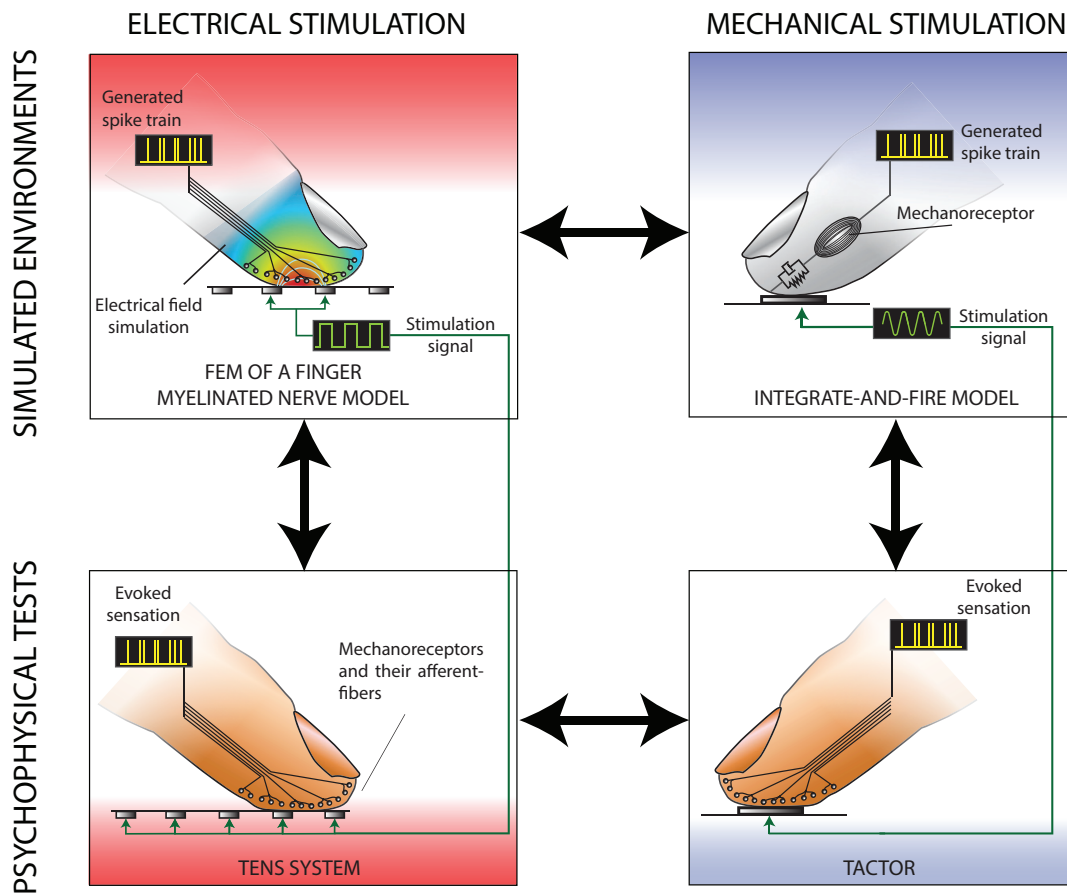 ELECTRICAL STIMULATION
MECHANICAL STIMULATION
SIMULATED ENVIRONMENTS
Generated
spike train
Electrical field
simulation
Stimulation
signal
FEM OF A FINGER
MYELINATED NERVE MODEL
Generated
spike train
Mechanoreceptor
Stimulation
signal
INTEGRATE-AND-FIRE MODEL
PSYCHOPHYSICAL TESTS
Evoked
sensation
Mechanoreceptors
and their afferent-
fibers
TENS SYSTEM
Evoked
sensation
TACTOR